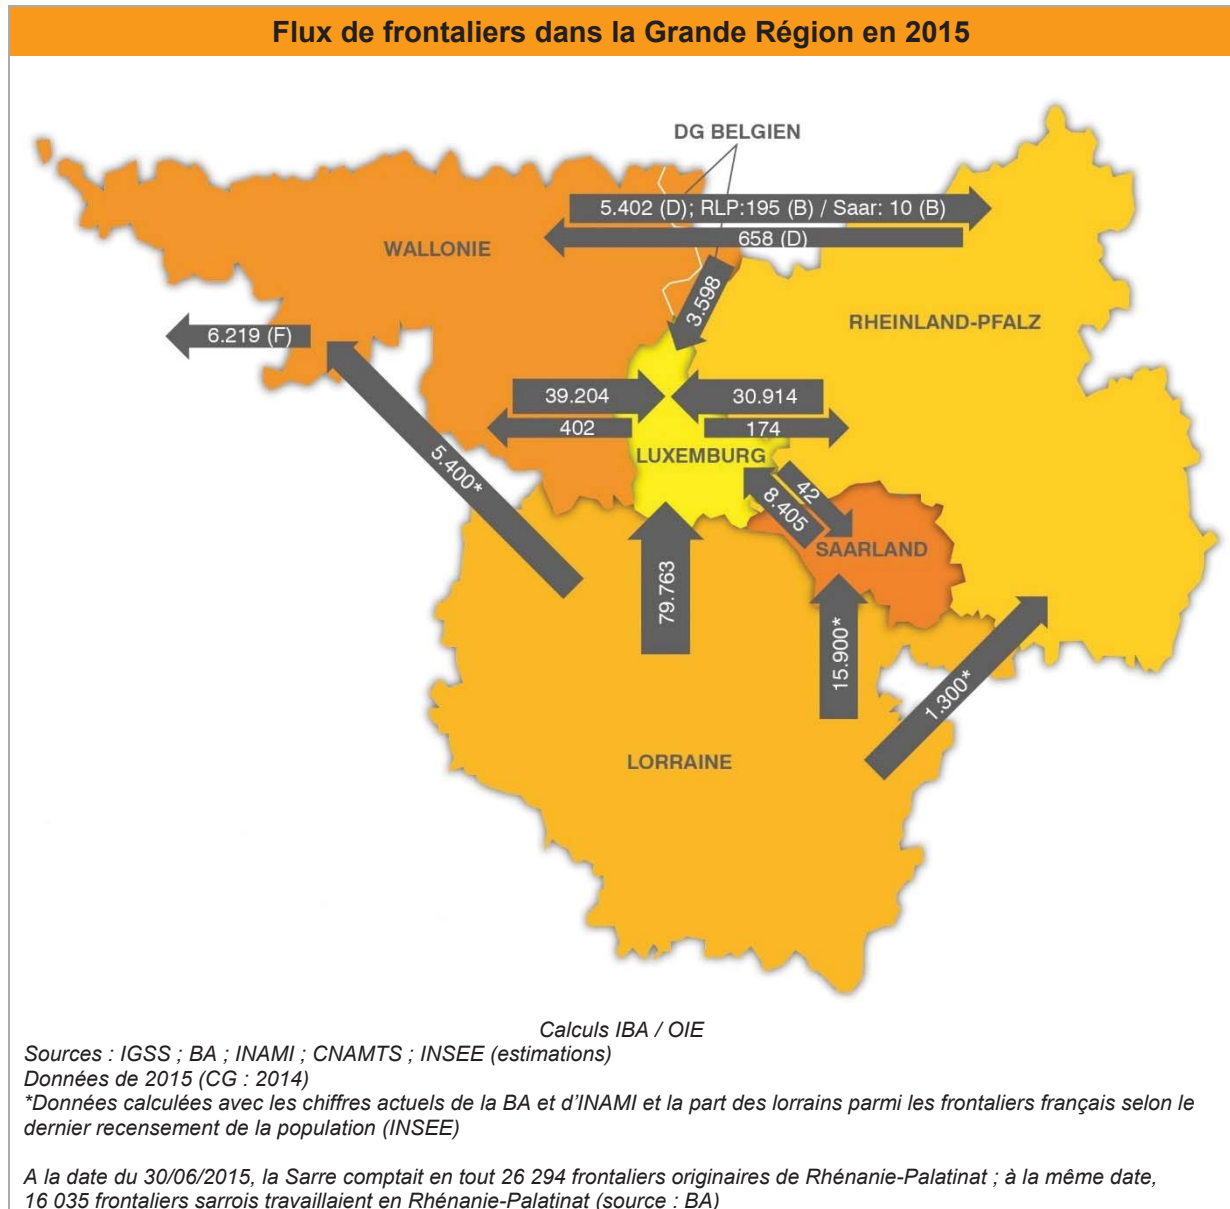 Flux de frontaliers dans la Grande Région en 2015
DG BELGIEN
5.402 (D); RLP:195 (B) / Saar: 10 (B)
658 (D)
WALLONIE
3.598
RHEINLAND-PFALZ
6.219 (F)
39.204
30.914
402
174
LUXEMBURG
5.400*
42
8.405
SAARLAND
79.763
15.900*
1.300*
LORRAINE
Calculs IBA / OIE
Sources : IGSS ; BA ; INAMI ; CNAMTS ; INSEE (estimations)
Données de 2015 (CG : 2014)
*Données calculées avec les chiffres actuels de la BA et d’INAMI et la part des lorrains parmi les frontaliers français selon le
dernier recensement de la population (INSEE)
A la date du 30/06/2015, la Sarre comptait en tout 26 294 frontaliers originaires de Rhénanie-Palatinat ; à la même date,
16 035 frontaliers sarrois travaillaient en Rhénanie-Palatinat (source : BA)